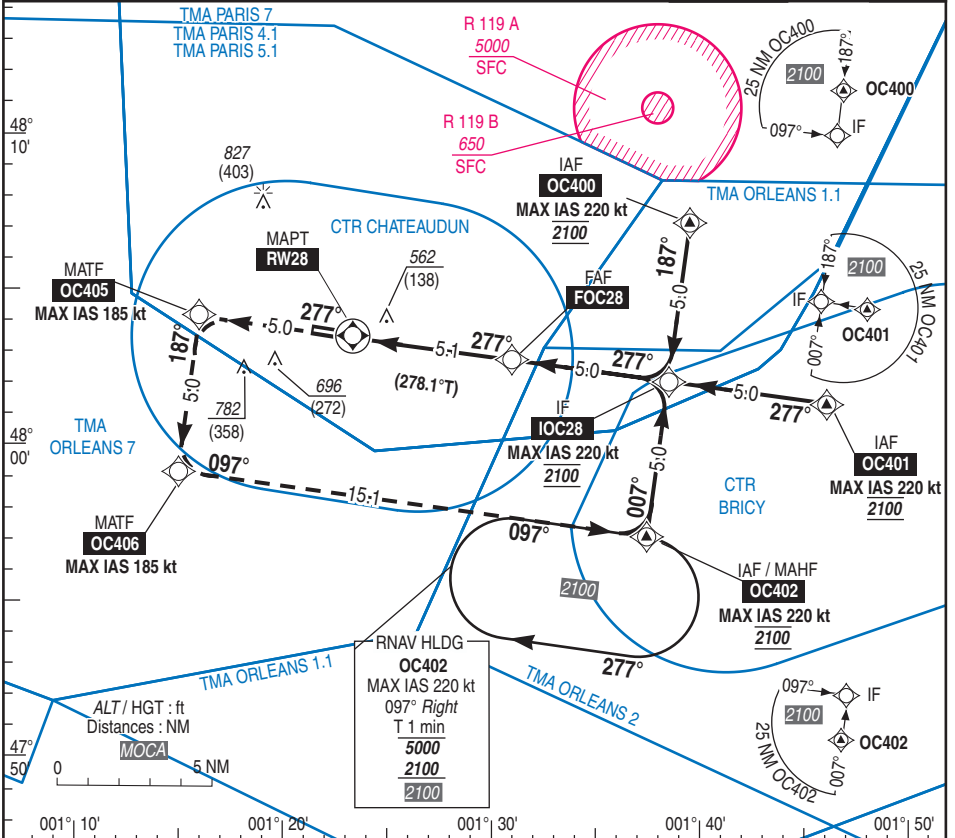 TMA PARIS 7
TMA PARIS 4.1
TMA PARIS 5.1
R 119 A
5000
SFC
R 119 B
650
SFC
25 NM OC400
187°
2100
OC400
097°
IF
48°
10'
827
(403)
IAF
OC400
MAX IAS 220 kt
2100
TMA ORLEANS 1.1
CTR CHATEAUDUN
MAPT
RW28
562
(138)
187°
5.0
187°
2100
IF
25 NM OC401
OC401
007°
MATF
OC405
MAX IAS 185 kt
FAF
FOC28
277°
5.0
277°
5.1
(278.1°T)
277°
5.0
5.0
277°
187°
5.0
782
(358)
696
(272)
IF
IOC28
MAX IAS 220 kt
2100
IAF
OC401
MAX IAS 220 kt
2100
48°
00'
TMA
ORLEANS 7
097°
15.1
097°
007°
5.0
CTR
BRICY
MATF
OC406
MAX IAS 185 kt
IAF / MAHF
OC402
MAX IAS 220 kt
2100
2100
277°
RNAV HLDG
OC402
MAX IAS 220 kt
097° Right
T 1 min
5000
2100
2100
TMA ORLEANS 1.1
TMA ORLEANS 2
097°
IF
2100
OC402
007°
25 NM OC402
ALT / HGT : ft
Distances : NM
MOCA
0
5 NM
47°
50'
001°10'
001°20'
001°30'
001°40'
001°50'